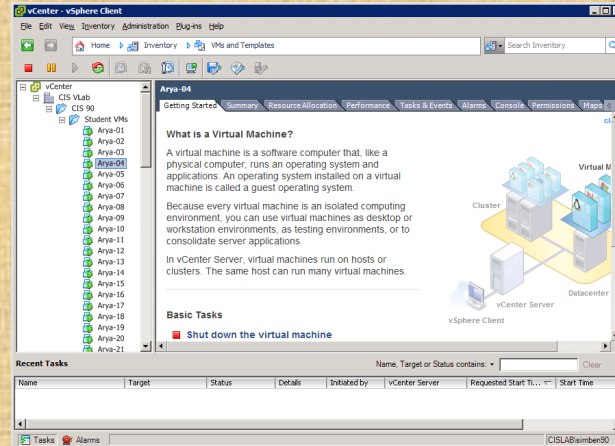 vCenter - vSphere Client
File Edit View Inventory Administration Plug-ins Help
Home Inventory VMs and Templates Search Inventory
vCenter
CIS VLab
CIS 90
Student VMs
Arya-01
Arya-02
Arya-03
Arya-04
Arya-05
Arya-06
Arya-07
Arya-08
Arya-09
Arya-10
Arya-11
Arya-12
Arya-13
Arya-14
Arya-15
Arya-16
Arya-17
Arya-18
Arya-19
Arya-20
Arya-21
Arya-04
Getting Started Summary Resource Allocation Performance Tasks & Events Alarms Console Permissions Maps
What is a Virtual Machine?
A virtual machine is a software computer that, like a
physical computer, runs an operating system and
applications. An operating system installed on a virtual
machine is called a guest operating system.
Because every virtual machine is an isolated computing
environment, you can use virtual machines as desktop or
workstation environments, as testing environments, or to
consolidate server applications.
In vCenter Server, virtual machines run on hosts or
clusters. The same host can run many virtual machines.
Basic Tasks
Shut down the virtual machine
Virtual M
Cluster
Datacenter
vCenter Server
vSphere Client
Recent Tasks Name, Target or Status contains: Clear
Name Target Status Details Initiated by vCenter Server Requested Start Ti... Start Time
Tasks Alarms CISLAB\simben90